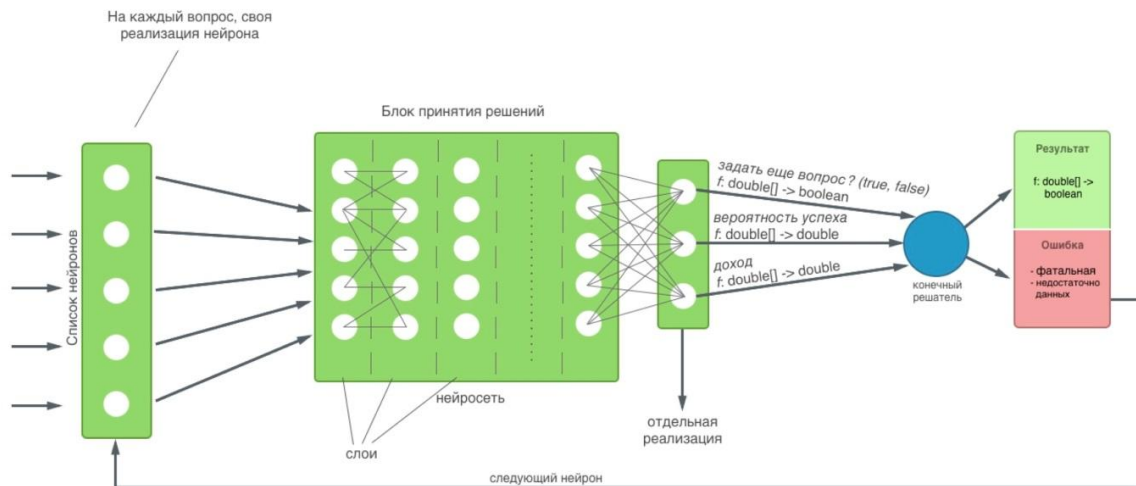 На каждый вопрос, своя
реализация нейрона
Список нейронов
Блок принятия решений
нейросеть
слои
задать еще вопрос? (true, false)
f: double[] -> boolean
вероятность успеха
f: double[] -> double
доход
f: double[] -> double
отдельная
реализация
конечный
решатель
Результат
f: double[] ->
boolean
Ошибка
- фатальная
- недостаточно
данных
следующий нейрон